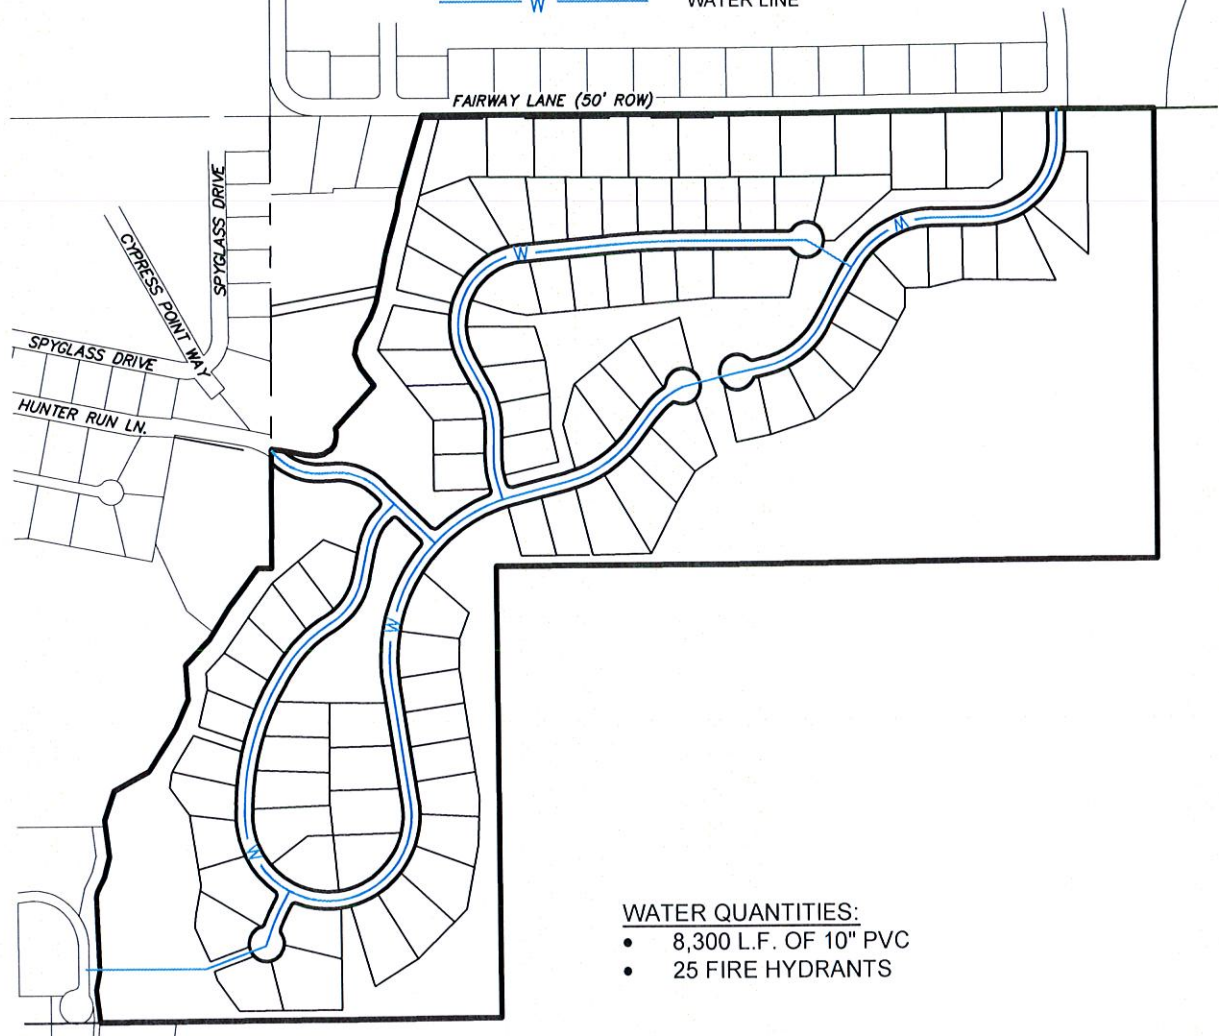 W
WATER LINE
FAIRWAY LANE (50' ROW)
SPYGLASS DRIVE
CYPRESS POINT WAY
W
W
SPYGLASS DRIVE
HUNTER RUN LN.
W
W
WATER QUANTITIES:
• 8,300 L.F. OF 10" PVC
• 25 FIRE HYDRANTS